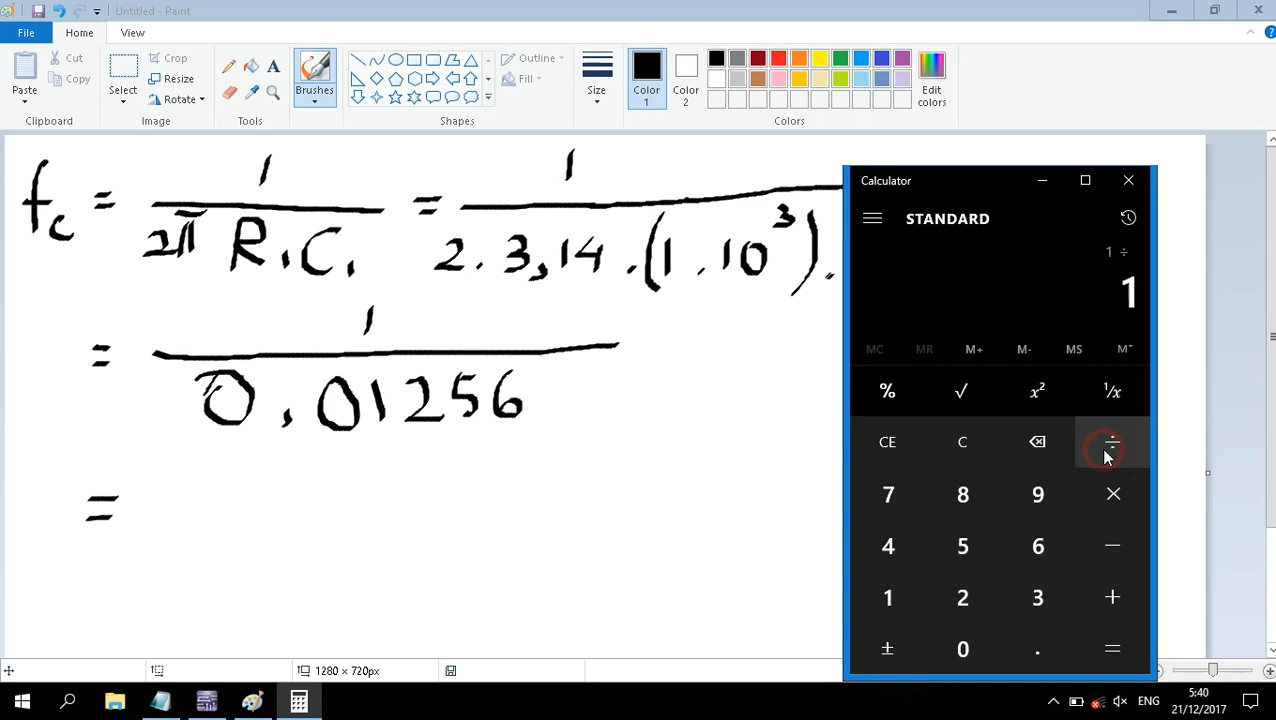 Untitled - Paint
File Home View
Paste Cut Copy Clipboard
Select Crop Resize Rotate Image
Tools
Brushes
Shapes Outline Fill
Size
Color 1 Color 2 Edit colors Colors
fc = 1 / 2π R.C. = 1 / 2. 3,14 .(1.10³).
= 1 / 0,01256
=
Calculator
STANDARD
1 ÷
1
MC MR M+ M- MS M˅
% √ x² ¹/x
CE C ⌫ ÷
7 8 9 ×
4 5 6 −
1 2 3 +
± 0 . =
1280 × 720px
ENG
5:40
21/12/2017